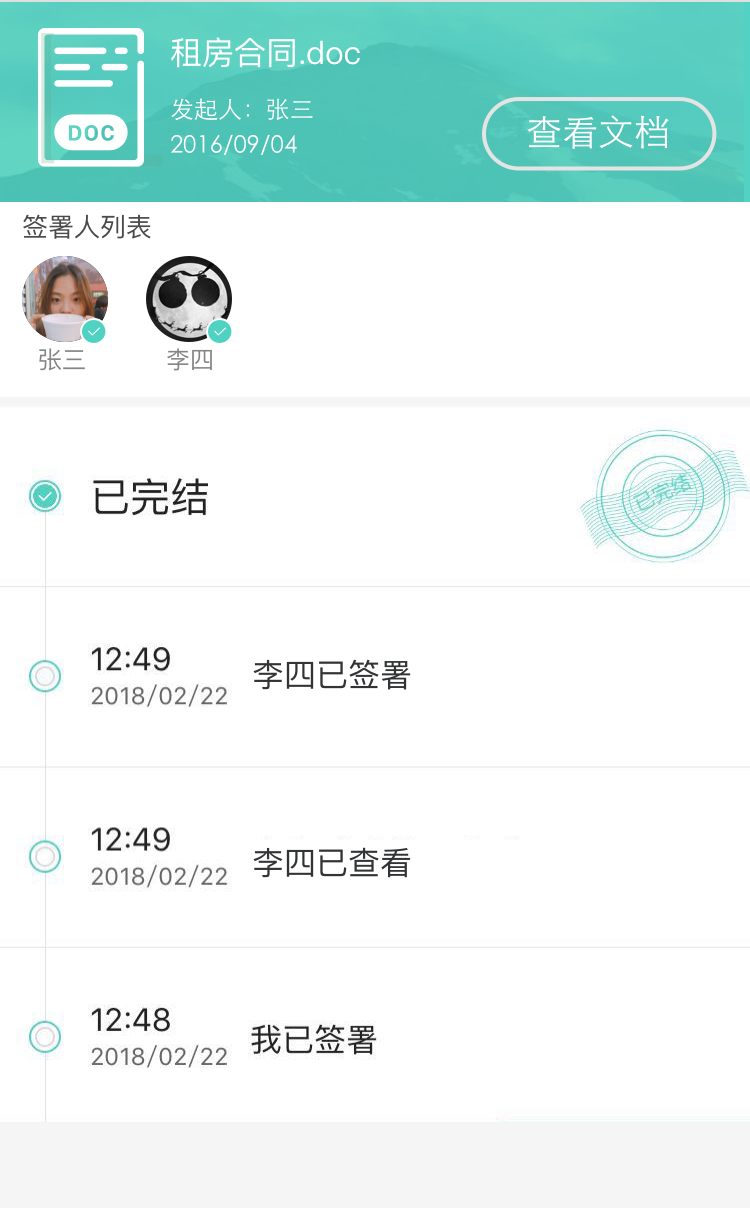 租房合同.doc
DOC
发起人：张三
2016/09/04
查看文档
签署人列表
张三
李四
已完结
已完结
12:49
李四已签署
2018/02/22
12:49
李四已查看
2018/02/22
12:48
我已签署
2018/02/22